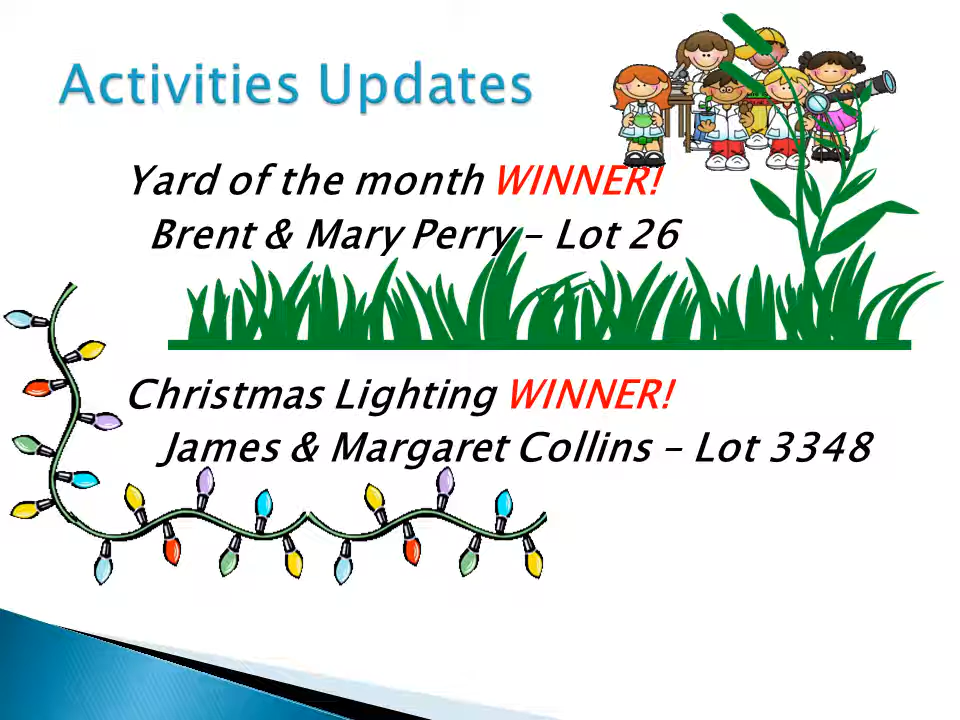 Activities Updates
Yard of the month WINNER!
Brent & Mary Perry – Lot 26
Christmas Lighting WINNER!
James & Margaret Collins – Lot 3348